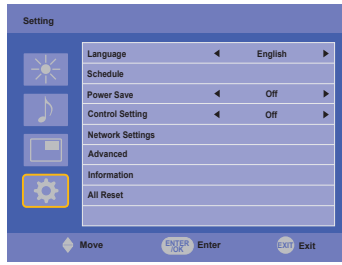 Setting
Language English
Schedule
Power Save Off
Control Setting Off
Network Settings
Advanced
Information
All Reset
Move ENTER /OK Enter EXIT Exit